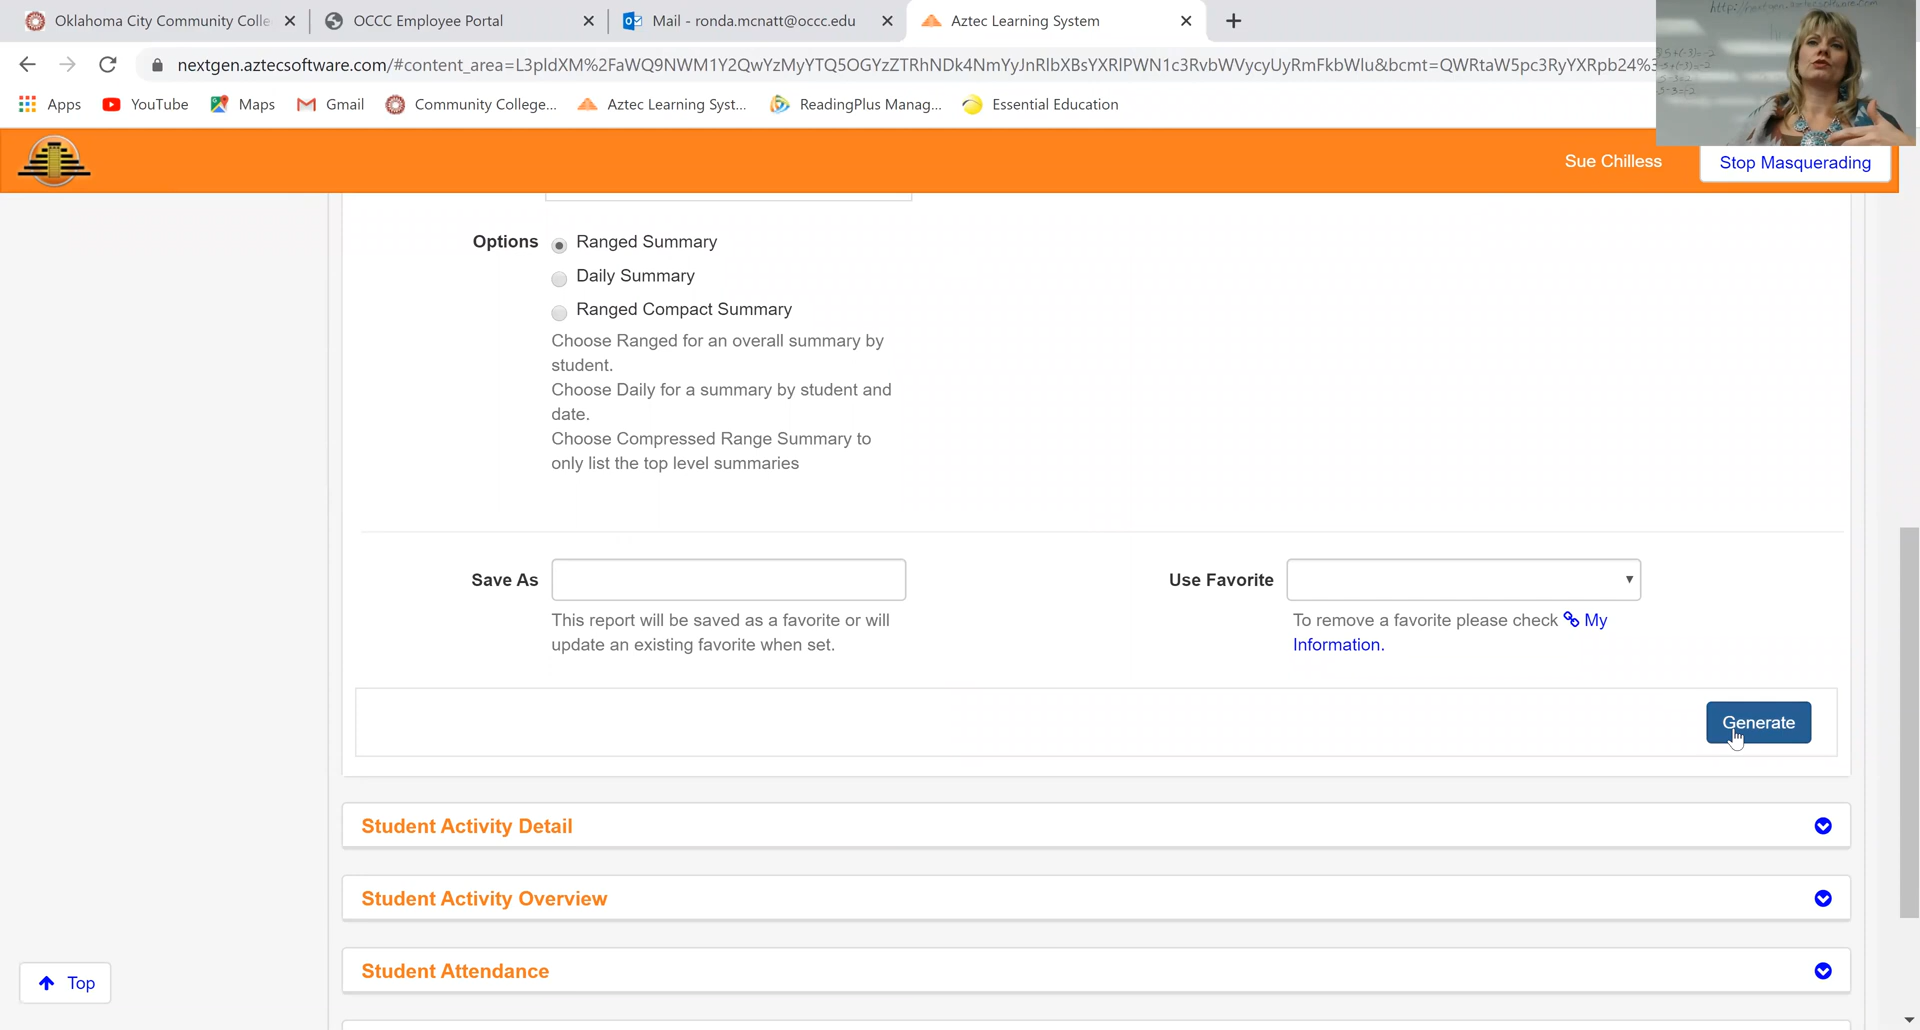 Oklahoma City Community Colle
OCCC Employee Portal
Mail - ronda.mcnatt@occc.edu
Aztec Learning System
nextgen.aztecsoftware.com/#content_area=L3pIdXM%2FaWQ9NWM1Y2QwYzMyYTQ5OGYzZTRhNDk4NmYyJnRlbXBsYXRlPWN1c3RvbWVycyUyRmFkbWlu&bcmt=QWRtaW5pc3RyYXRpb24%3
Apps
YouTube
Maps
Gmail
Community College...
Aztec Learning Syst...
ReadingPlus Manag...
Essential Education
Sue Chilless
Stop Masquerading
Options
Ranged Summary
Daily Summary
Ranged Compact Summary
Choose Ranged for an overall summary by
student.
Choose Daily for a summary by student and
date.
Choose Compressed Range Summary to
only list the top level summaries
Save As
This report will be saved as a favorite or will
update an existing favorite when set.
Use Favorite
To remove a favorite please check My
Information.
Generate
Student Activity Detail
Student Activity Overview
Student Attendance
Top